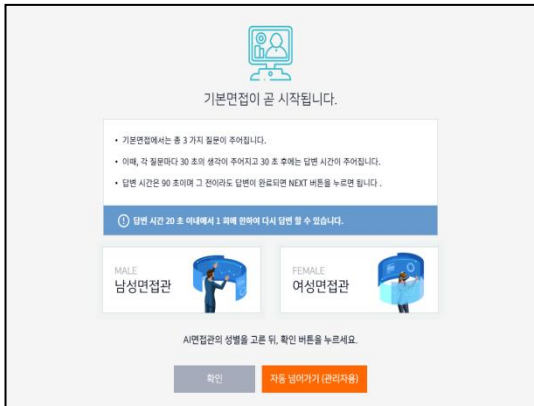 기본면접이 곧 시작됩니다.
• 기본면접에서는 총 3 가지 질문이 주어집니다.
• 이때, 각 질문마다 30 초의 생각이 주어지고 30 초 후에는 답변 시간이 주어집니다.
• 답변 시간은 90 초이며 그 전이라도 답변이 완료되면 NEXT 버튼을 누르면 됩니다 .
답변 시간 20 초 이내에서 1 회에 한하여 다시 답변 할 수 있습니다.
MALE
남성면접관
FEMALE
여성면접관
AI면접관의 성별을 고른 뒤, 확인 버튼을 누르세요.
확인
자동 넘어가기 (관리자용)